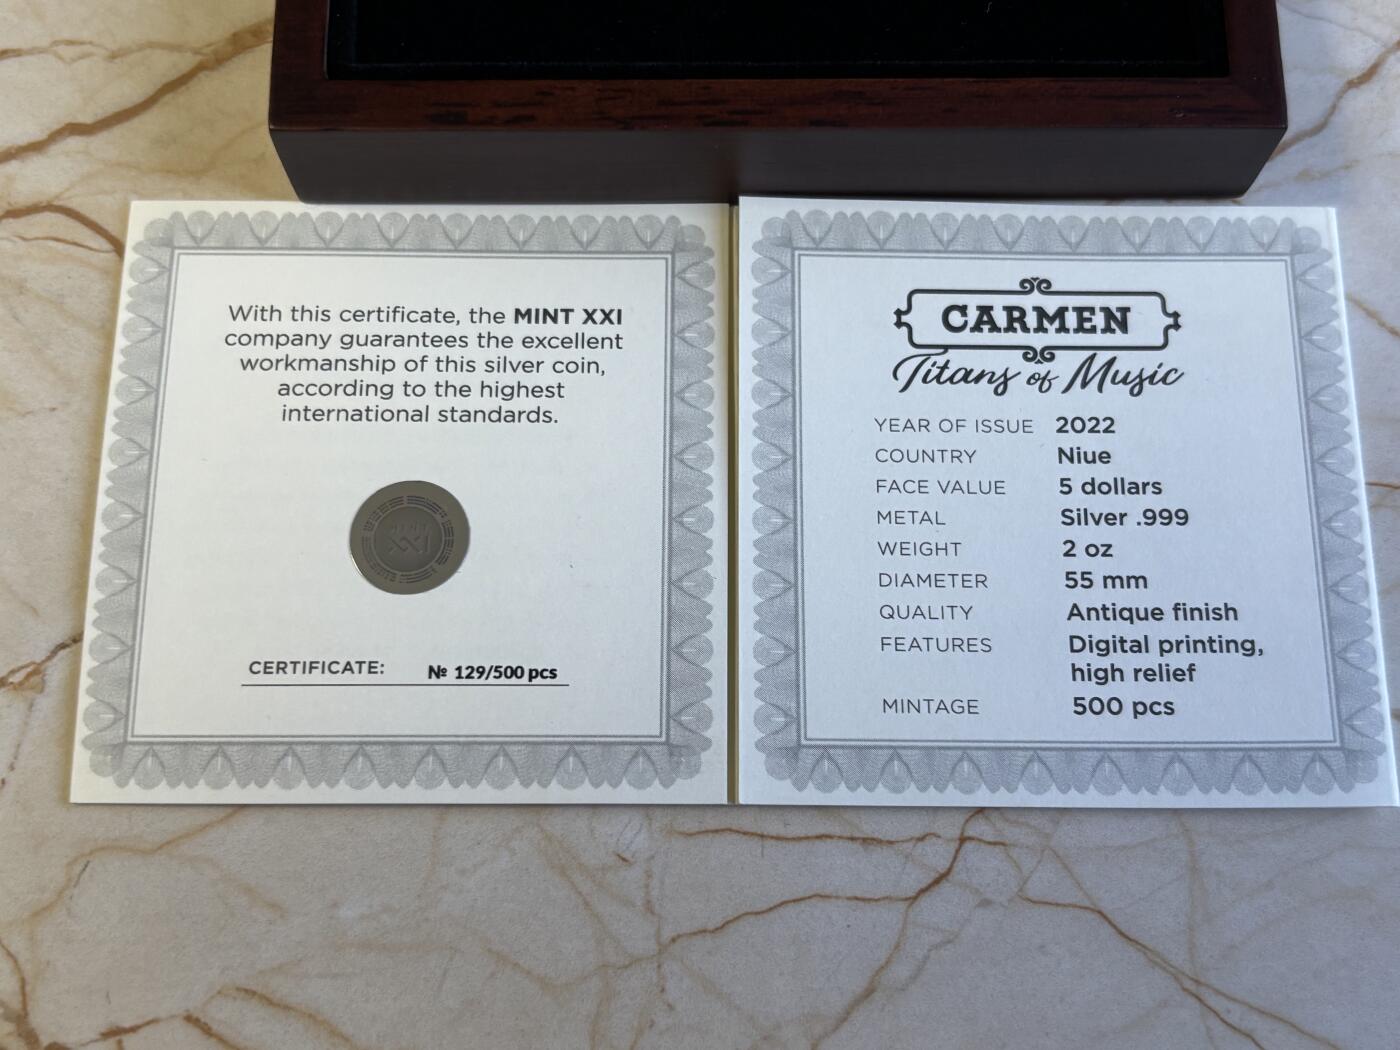 With this certificate, the MINT XXI
company guarantees the excellent
workmanship of this silver coin,
according to the highest
international standards.
MINT
XXI
CERTIFICATE: № 129/500 pcs
CARMEN
Titans of Music
YEAR OF ISSUE 2022
COUNTRY Niue
FACE VALUE 5 dollars
METAL Silver .999
WEIGHT 2 oz
DIAMETER 55 mm
QUALITY Antique finish
FEATURES Digital printing,
high relief
MINTAGE 500 pcs